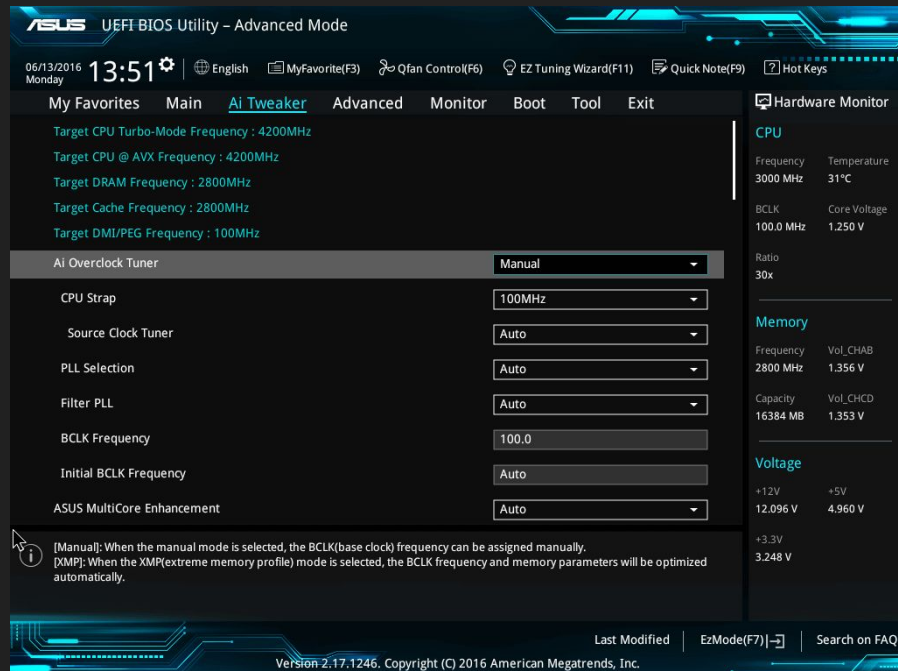 ASUS UEFI BIOS Utility – Advanced Mode
06/13/2016 Monday 13:51 English MyFavorite(F3) Qfan Control(F6) EZ Tuning Wizard(F11) Quick Note(F9) ? Hot Keys
My Favorites Main Ai Tweaker Advanced Monitor Boot Tool Exit
Target CPU Turbo-Mode Frequency : 4200MHz
Target CPU @ AVX Frequency : 4200MHz
Target DRAM Frequency : 2800MHz
Target Cache Frequency : 2800MHz
Target DMI/PEG Frequency : 100MHz
Ai Overclock Tuner Manual
CPU Strap 100MHz
Source Clock Tuner Auto
PLL Selection Auto
Filter PLL Auto
BCLK Frequency 100.0
Initial BCLK Frequency Auto
ASUS MultiCore Enhancement Auto
[Manual]: When the manual mode is selected, the BCLK(base clock) frequency can be assigned manually.
[XMP]: When the XMP(extreme memory profile) mode is selected, the BCLK frequency and memory parameters will be optimized
automatically.
Hardware Monitor
CPU
Frequency Temperature
3000 MHz 31°C
BCLK Core Voltage
100.0 MHz 1.250 V
Ratio
30x
Memory
Frequency Vol_CHAB
2800 MHz 1.356 V
Capacity Vol_CHCD
16384 MB 1.353 V
Voltage
+12V +5V
12.096 V 4.960 V
+3.3V
3.248 V
Last Modified EzMode(F7) Search on FAQ
Version 2.17.1246. Copyright (C) 2016 American Megatrends, Inc.